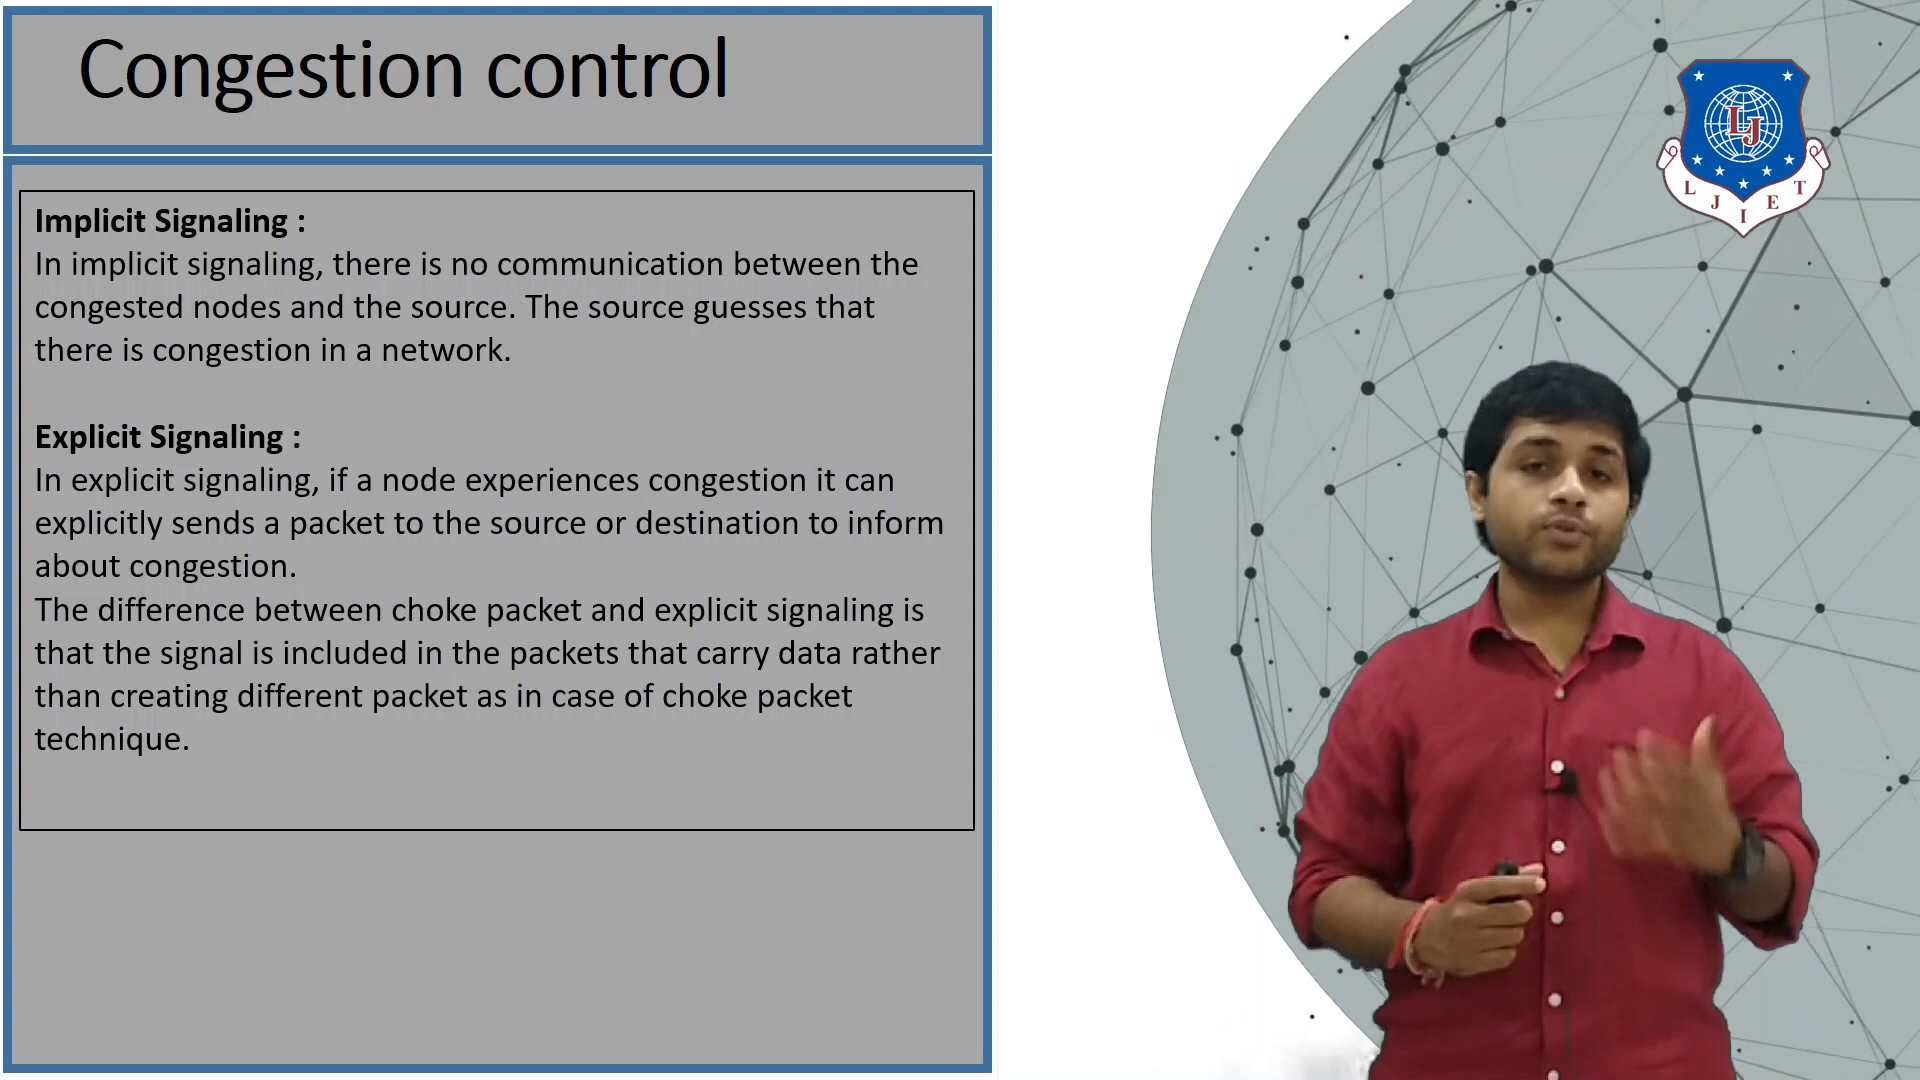 Congestion control
Implicit Signaling :
In implicit signaling, there is no communication between the
congested nodes and the source. The source guesses that
there is congestion in a network.
Explicit Signaling :
In explicit signaling, if a node experiences congestion it can
explicitly sends a packet to the source or destination to inform
about congestion.
The difference between choke packet and explicit signaling is
that the signal is included in the packets that carry data rather
than creating different packet as in case of choke packet
technique.
LJ
L J I E T